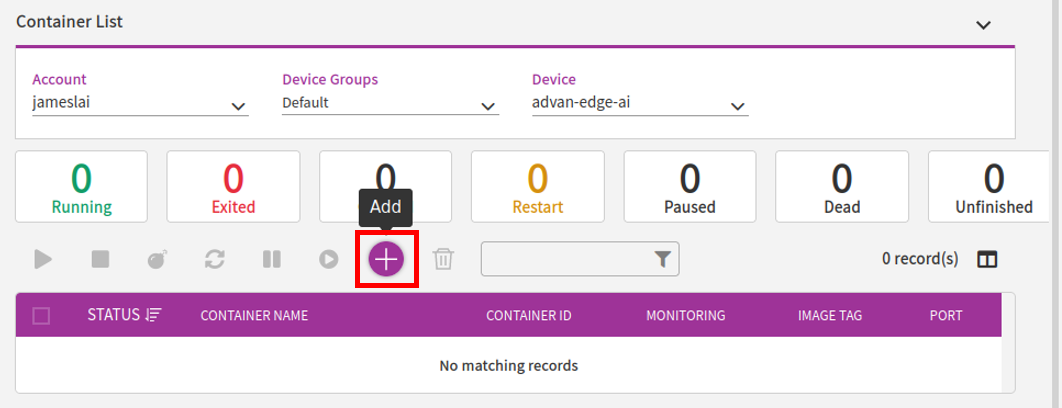 Container List
Account Device Groups Device
jameslai Default advan-edge-ai
0 0 0 0 0 0 0
Running Exited Restart Paused Dead Unfinished
Add
0 record(s)
STATUS CONTAINER NAME CONTAINER ID MONITORING IMAGE TAG PORT
No matching records